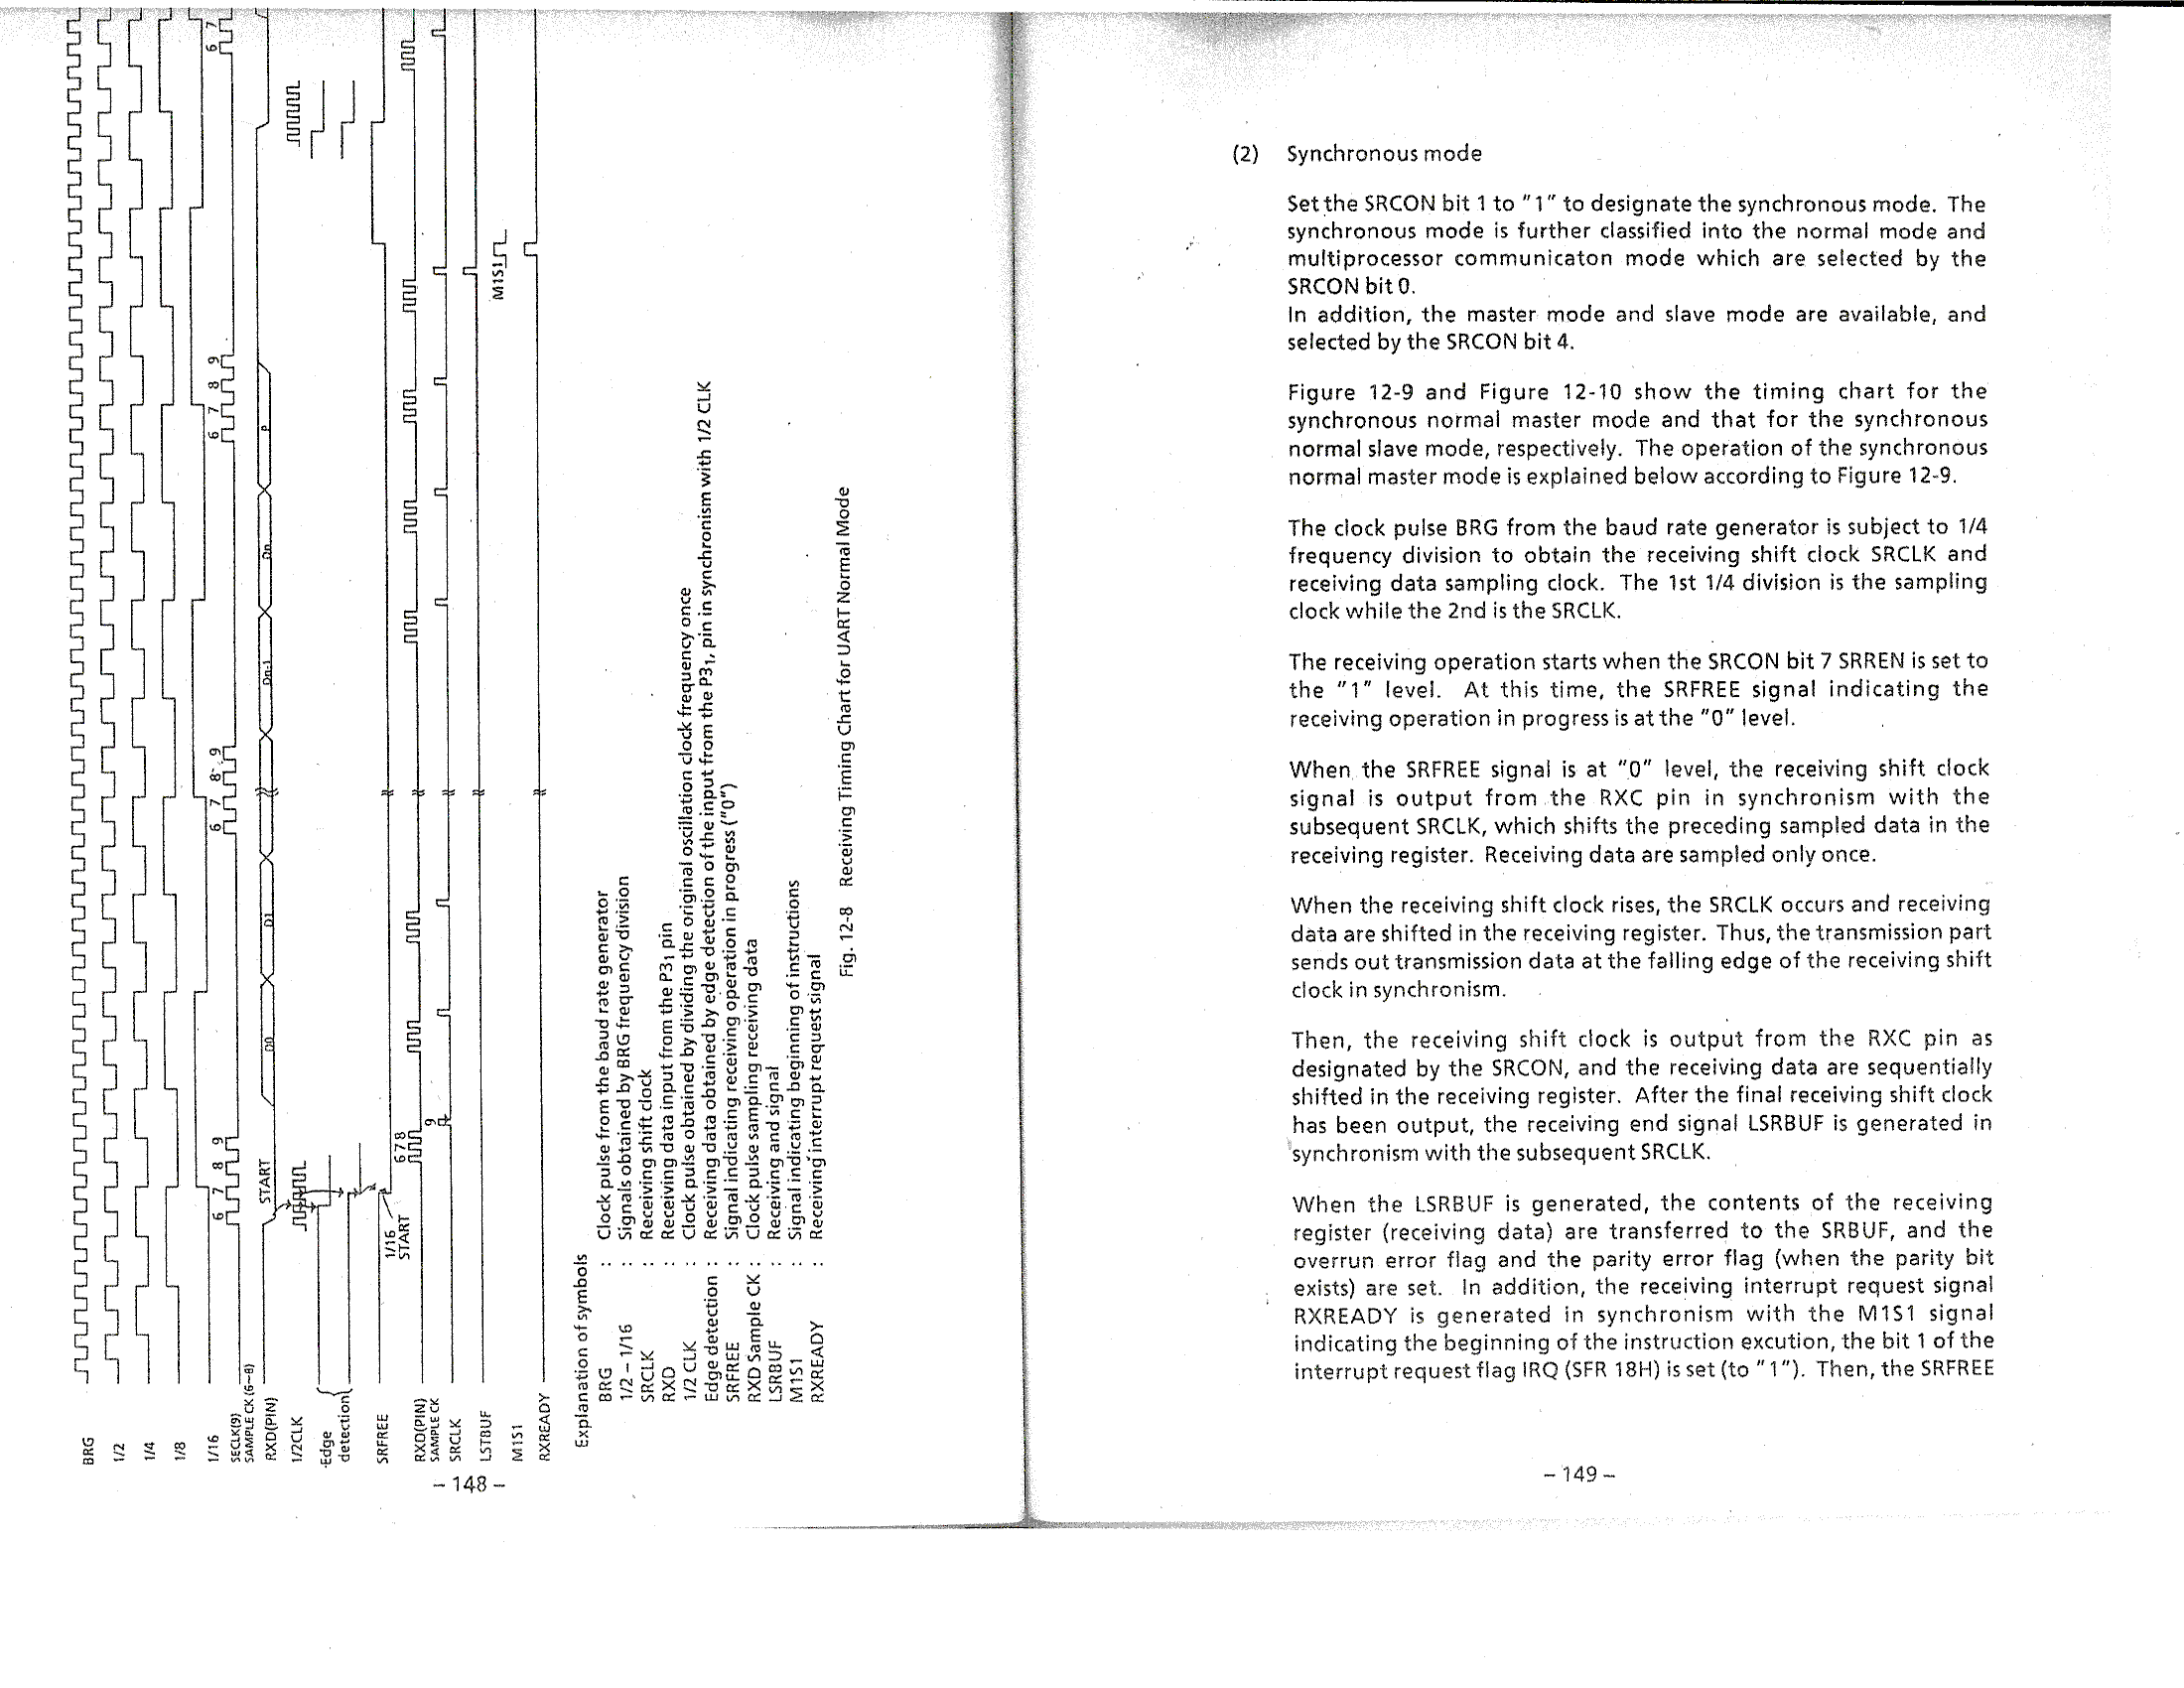 BRG
1/2
1/4
1/8
1/16
SECLK(9)
SAMPLE CK (6~8)
RXD(PIN)
1/2CLK
Edge
detection
SRFREE
RXD(PIN)
SAMPLE CK
SRCLK
LSTBUF
M1S1
RXREADY
6 7 8 9
6 7 8 9
6 7 8 9
6 7
START
D0
D1
Dn-1
Dn
P
1/16
START
6 7 8
9
M1S1
Explanation of symbols
BRG : Clock pulse from the baud rate generator
1/2 – 1/16 : Signals obtained by BRG frequency division
SRCLK : Receiving shift clock
RXD : Receiving data input from the P3₁ pin
1/2 CLK : Clock pulse obtained by dividing the original oscillation clock frequency once
Edge detection : Receiving data obtained by edge detection of the input from the P3₁, pin in synchronism with 1/2 CLK
SRFREE : Signal indicating receiving operation in progress ("0")
RXD Sample CK : Clock pulse sampling receiving data
LSRBUF : Receiving and signal
M1S1 : Signal indicating beginning of instructions
RXREADY : Receiving interrupt request signal
Fig. 12-8 Receiving Timing Chart for UART Normal Mode
– 148 –
(2) Synchronous mode
Set the SRCON bit 1 to "1" to designate the synchronous mode. The
synchronous mode is further classified into the normal mode and
multiprocessor communicaton mode which are selected by the
SRCON bit 0.
In addition, the master mode and slave mode are available, and
selected by the SRCON bit 4.
Figure 12-9 and Figure 12-10 show the timing chart for the
synchronous normal master mode and that for the synchronous
normal slave mode, respectively. The operation of the synchronous
normal master mode is explained below according to Figure 12-9.
The clock pulse BRG from the baud rate generator is subject to 1/4
frequency division to obtain the receiving shift clock SRCLK and
receiving data sampling clock. The 1st 1/4 division is the sampling
clock while the 2nd is the SRCLK.
The receiving operation starts when the SRCON bit 7 SRREN is set to
the "1" level. At this time, the SRFREE signal indicating the
receiving operation in progress is at the "0" level.
When the SRFREE signal is at "0" level, the receiving shift clock
signal is output from the RXC pin in synchronism with the
subsequent SRCLK, which shifts the preceding sampled data in the
receiving register. Receiving data are sampled only once.
When the receiving shift clock rises, the SRCLK occurs and receiving
data are shifted in the receiving register. Thus, the transmission part
sends out transmission data at the falling edge of the receiving shift
clock in synchronism.
Then, the receiving shift clock is output from the RXC pin as
designated by the SRCON, and the receiving data are sequentially
shifted in the receiving register. After the final receiving shift clock
has been output, the receiving end signal LSRBUF is generated in
synchronism with the subsequent SRCLK.
When the LSRBUF is generated, the contents of the receiving
register (receiving data) are transferred to the SRBUF, and the
overrun error flag and the parity error flag (when the parity bit
exists) are set. In addition, the receiving interrupt request signal
RXREADY is generated in synchronism with the M1S1 signal
indicating the beginning of the instruction excution, the bit 1 of the
interrupt request flag IRQ (SFR 18H) is set (to "1"). Then, the SRFREE
– 149 –